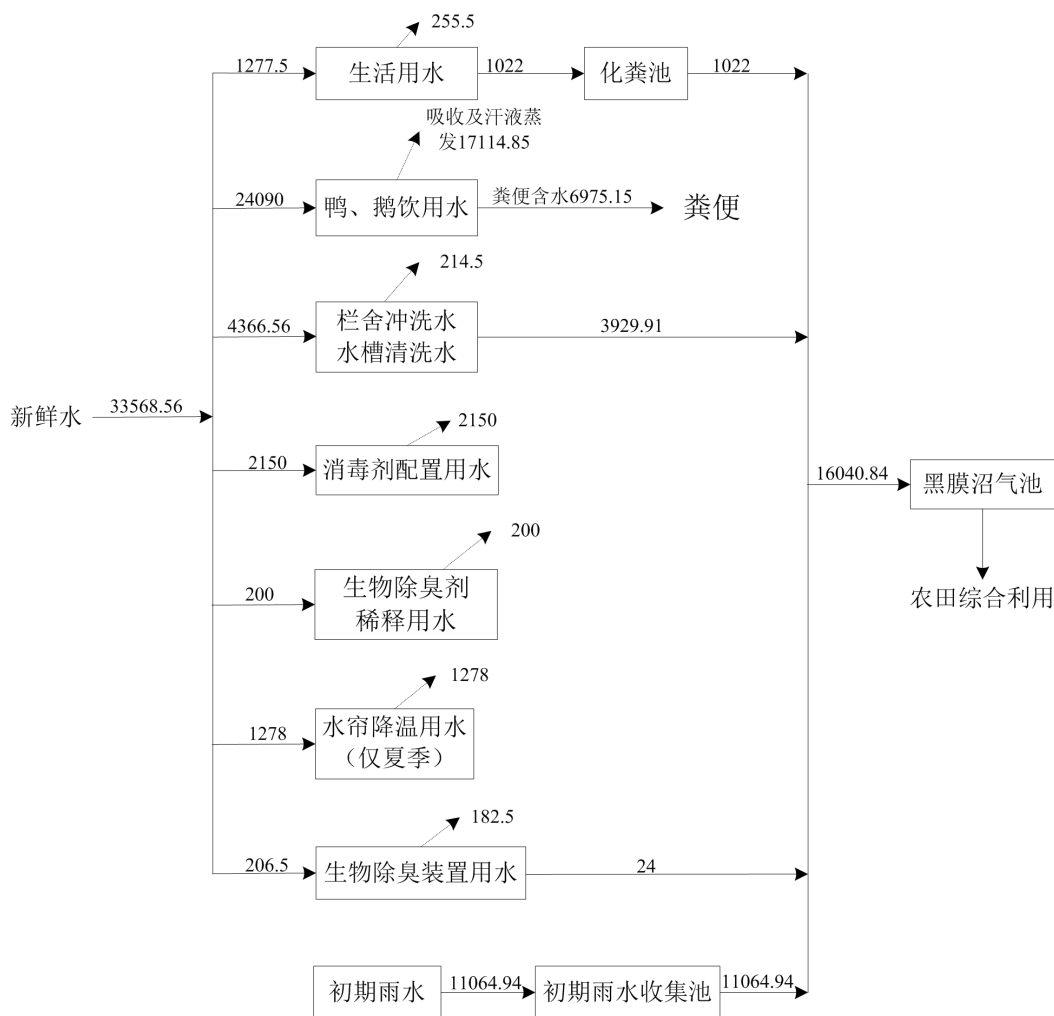 255.5
1277.5
生活用水
1022
化粪池
1022
吸收及汗液蒸
发17114.85
24090
鸭、鹅饮用水
粪便含水6975.15
粪便
214.5
4366.56
栏舍冲洗水
水槽清洗水
3929.91
新鲜水
33568.56
2150
2150
消毒剂配置用水
16040.84
黑膜沼气池
200
200
生物除臭剂
稀释用水
农田综合利用
1278
1278
水帘降温用水
（仅夏季）
182.5
206.5
生物除臭装置用水
24
初期雨水
11064.94
初期雨水收集池
11064.94